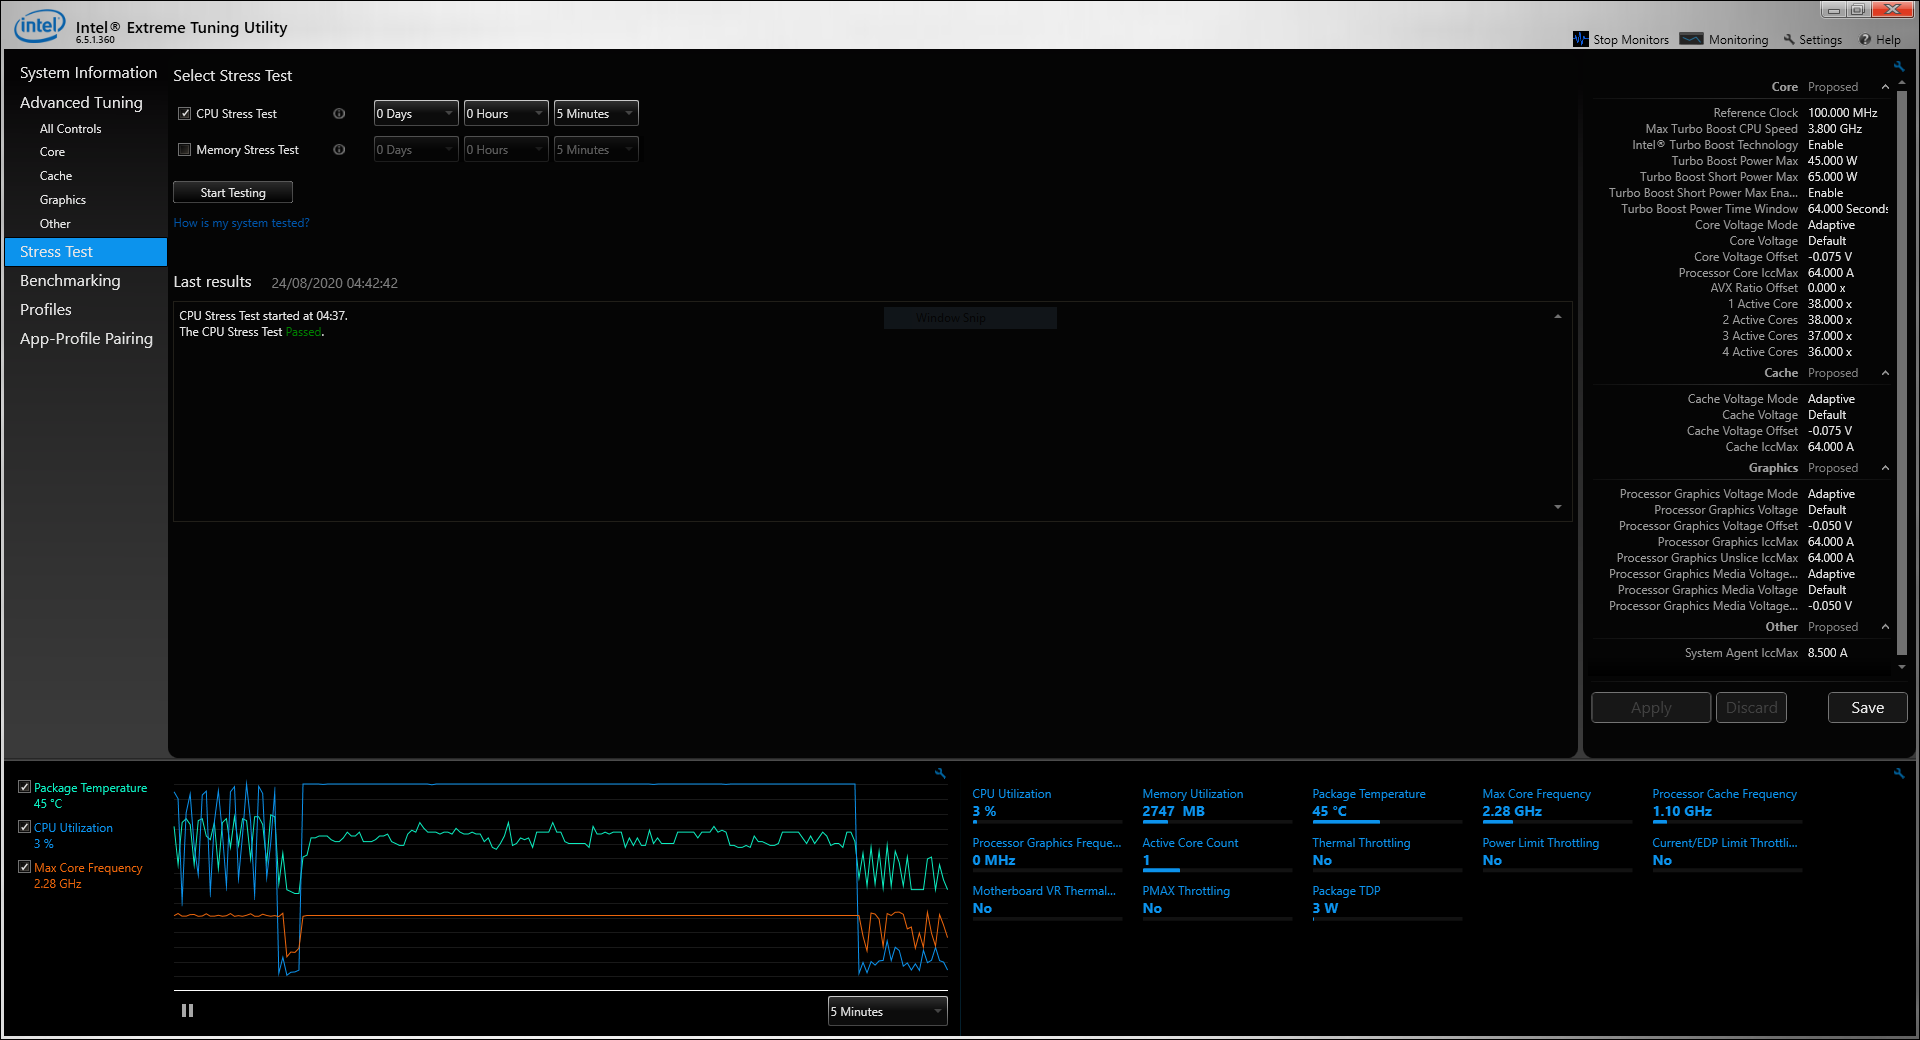 intel
Intel® Extreme Tuning Utility
6.5.1.360
Stop Monitors
Monitoring
Settings
Help
System Information
Advanced Tuning
All Controls
Core
Cache
Graphics
Other
Stress Test
Benchmarking
Profiles
App-Profile Pairing
Select Stress Test
CPU Stress Test 0 Days 0 Hours 5 Minutes
Memory Stress Test 0 Days 0 Hours 5 Minutes
Start Testing
How is my system tested?
Last results 24/08/2020 04:42:42
CPU Stress Test started at 04:37.
The CPU Stress Test Passed.
Window Snip
Core Proposed
Reference Clock 100.000 MHz
Max Turbo Boost CPU Speed 3.800 GHz
Intel® Turbo Boost Technology Enable
Turbo Boost Power Max 45.000 W
Turbo Boost Short Power Max 65.000 W
Turbo Boost Short Power Max Ena... Enable
Turbo Boost Power Time Window 64.000 Seconds
Core Voltage Mode Adaptive
Core Voltage Default
Core Voltage Offset -0.075 V
Processor Core IccMax 64.000 A
AVX Ratio Offset 0.000 x
1 Active Core 38.000 x
2 Active Cores 38.000 x
3 Active Cores 37.000 x
4 Active Cores 36.000 x
Cache Proposed
Cache Voltage Mode Adaptive
Cache Voltage Default
Cache Voltage Offset -0.075 V
Cache IccMax 64.000 A
Graphics Proposed
Processor Graphics Voltage Mode Adaptive
Processor Graphics Voltage Default
Processor Graphics Voltage Offset -0.050 V
Processor Graphics IccMax 64.000 A
Processor Graphics Unslice IccMax 64.000 A
Processor Graphics Media Voltage... Adaptive
Processor Graphics Media Voltage Default
Processor Graphics Media Voltage... -0.050 V
Other Proposed
System Agent IccMax 8.500 A
Apply
Discard
Save
Package Temperature
45 °C
CPU Utilization
3 %
Max Core Frequency
2.28 GHz
5 Minutes
CPU Utilization
3 %
Memory Utilization
2747 MB
Package Temperature
45 °C
Max Core Frequency
2.28 GHz
Processor Cache Frequency
1.10 GHz
Processor Graphics Freque...
0 MHz
Active Core Count
1
Thermal Throttling
No
Power Limit Throttling
No
Current/EDP Limit Throttli...
No
Motherboard VR Thermal...
No
PMAX Throttling
No
Package TDP
3 W